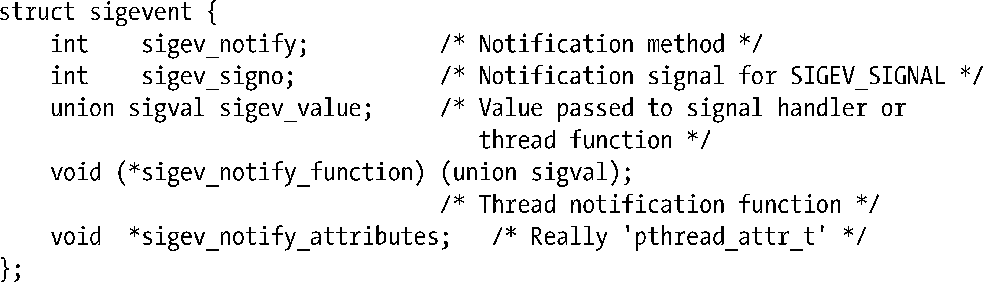 struct sigevent {
    int    sigev_notify;            /* Notification method */
    int    sigev_signo;             /* Notification signal for SIGEV_SIGNAL */
    union sigval sigev_value;       /* Value passed to signal handler or
                                       thread function */
    void (*sigev_notify_function) (union sigval);
                                    /* Thread notification function */
    void  *sigev_notify_attributes;   /* Really 'pthread_attr_t' */
};